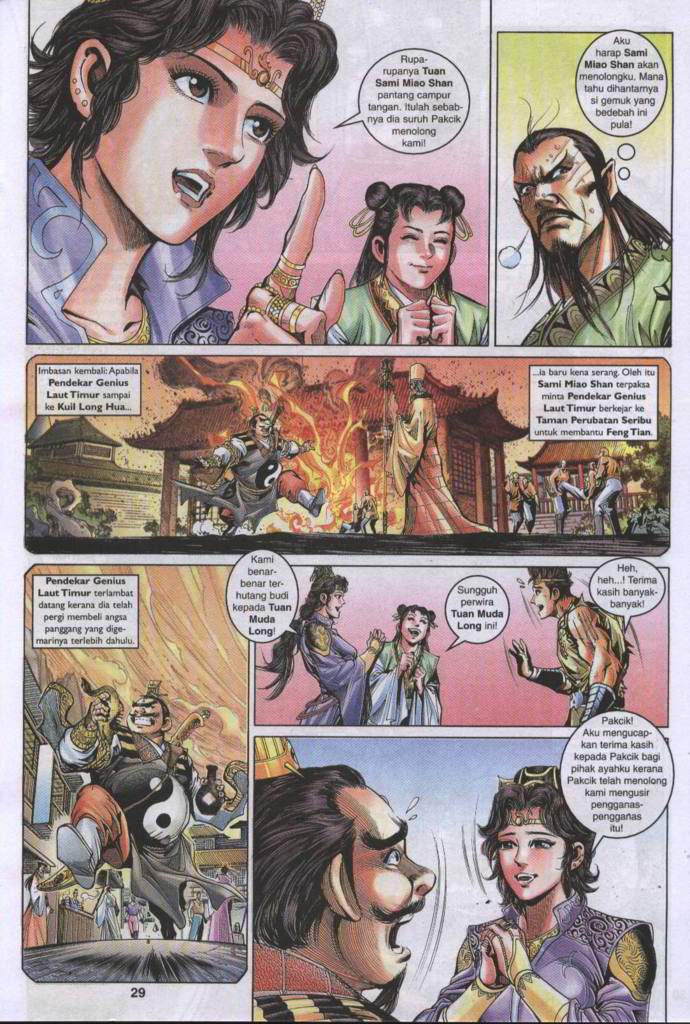 Rupa-
rupanya Tuan
Sami Miao Shan
pantang campur
tangan. Itulah sebab-
nya dia suruh Pakcik
menolong
kami!
Aku
harap Sami
Miao Shan akan
menolongku. Mana
tahu dihantarnya
si gemuk yang
bedebah ini
pula!
Imbasan kembali: Apabila
Pendekar Genius
Laut Timur sampai
ke Kuil Long Hua...
...ia baru kena serang. Oleh itu
Sami Miao Shan terpaksa
minta Pendekar Genius
Laut Timur berkejar ke
Taman Perubatan Seribu
untuk membantu Feng Tian.
Pendekar Genius
Laut Timur terlambat
datang kerana dia telah
pergi membeli angsa
panggang yang dige-
marinya terlebih dahulu.
Kami
benar-
benar ter-
hutang budi
kepada Tuan
Muda
Long!
Sungguh
perwira
Tuan Muda
Long ini!
Heh,
heh...! Terima
kasih banyak-
banyak!
Pakcik!
Aku mengucap-
kan terima kasih
kepada Pakcik bagi
pihak ayahku kerana
Pakcik telah menolong
kami mengusir
pengganas-
pengganas
itu!
29